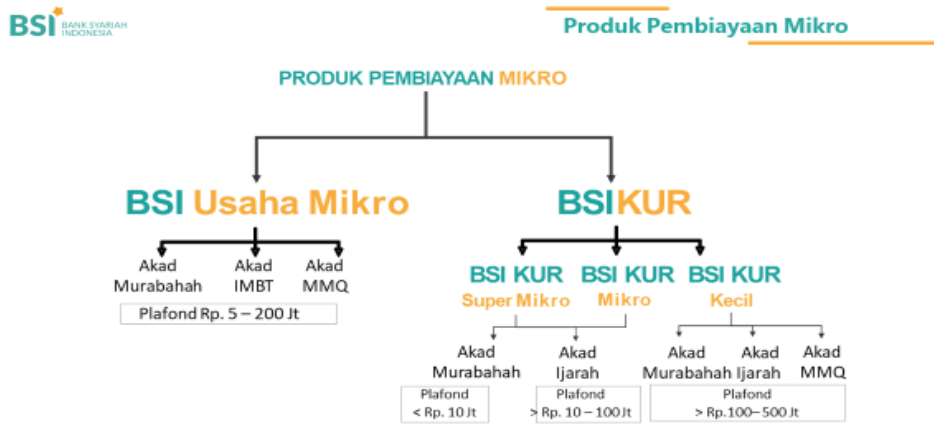 BSI BANK SYARIAH
INDONESIA
Produk Pembiayaan Mikro
PRODUK PEMBIAYAAN MIKRO
BSI Usaha Mikro
Akad
Murabahah
Akad
IMBT
Akad
MMQ
Plafond Rp. 5 – 200 Jt
BSI KUR
BSI KUR
Super Mikro
BSI KUR
Mikro
BSI KUR
Kecil
Akad
Murabahah
Akad
Ijarah
Akad
Murabahah
Akad
Ijarah
Akad
MMQ
Plafond
< Rp. 10 Jt
Plafond
> Rp. 10 – 100 Jt
Plafond
> Rp.100–500 Jt